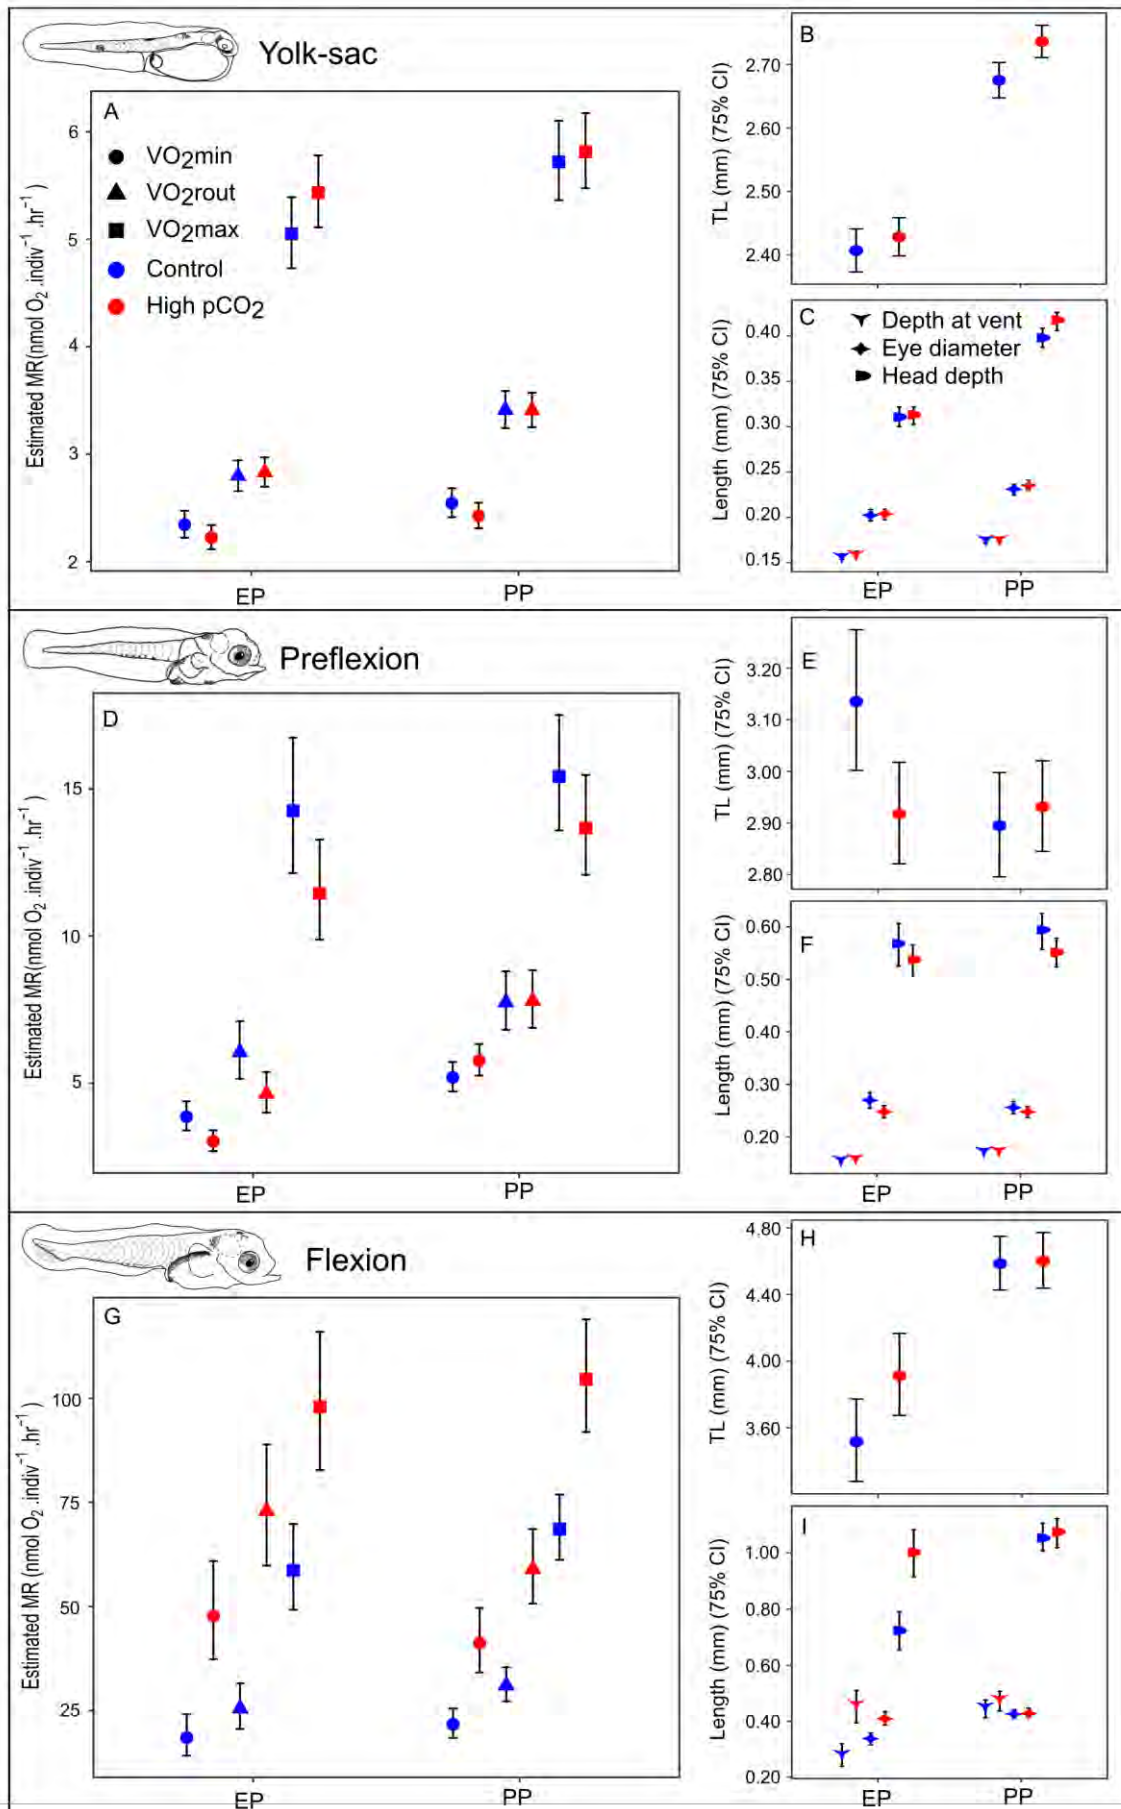 Yolk-sac
A
VO2min
VO2rout
VO2max
Control
High pCO2
Estimated MR(nmol O2 .indiv-1 .hr-1)
6
5
4
3
2
EP
PP
B
TL (mm) (75% CI)
2.70
2.60
2.50
2.40
C
Depth at vent
Eye diameter
Head depth
Length (mm) (75% CI)
0.40
0.35
0.30
0.25
0.20
0.15
EP
PP
Preflexion
D
Estimated MR(nmol O2 .indiv-1 .hr-1)
15
10
5
EP
PP
E
TL (mm) (75% CI)
3.20
3.10
3.00
2.90
2.80
F
Length (mm) (75% CI)
0.60
0.50
0.40
0.30
0.20
EP
PP
Flexion
G
Estimated MR (nmol O2 .indiv-1 .hr-1)
100
75
50
25
EP
PP
H
TL (mm) (75% CI)
4.80
4.40
4.00
3.60
I
Length (mm) (75% CI)
1.00
0.80
0.60
0.40
0.20
EP
PP